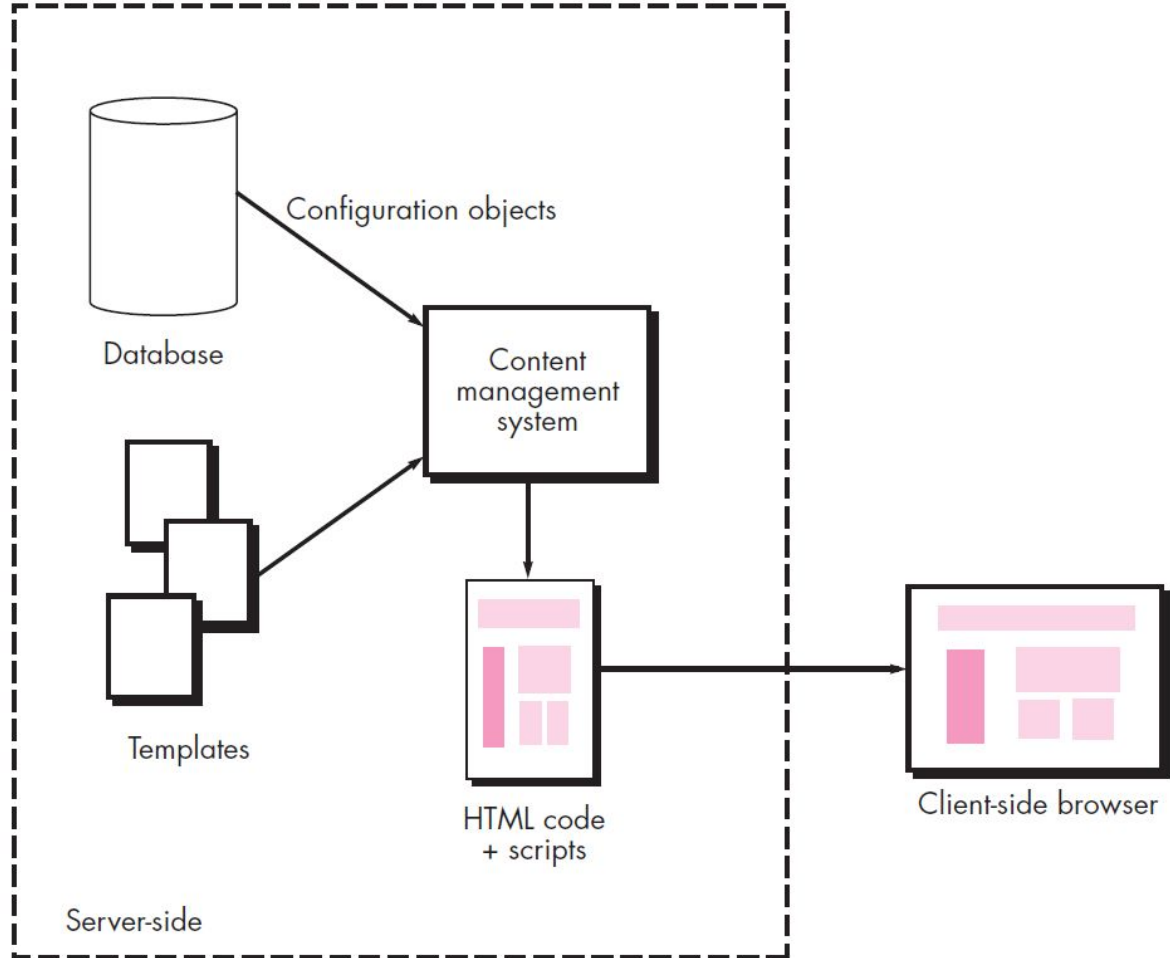 Configuration objects
Database
Content
management
system
Templates
HTML code
+ scripts
Client-side browser
Server-side